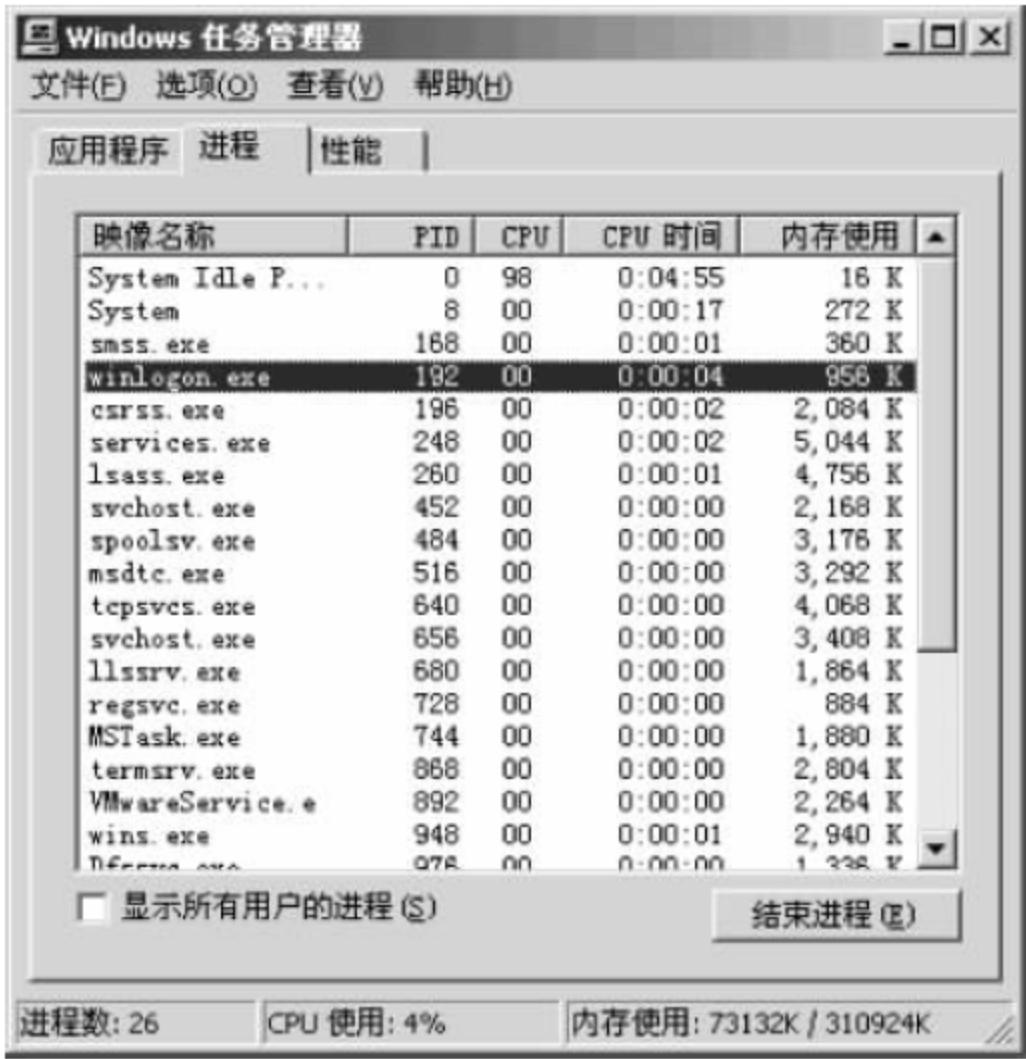 Windows 任务管理器
文件(F) 选项(O) 查看(V) 帮助(H)
应用程序 进程 性能
映像名称 PID CPU CPU 时间 内存使用
System Idle P... 0 98 0:04:55 16 K
System 8 00 0:00:17 272 K
smss.exe 168 00 0:00:01 360 K
winlogon.exe 192 00 0:00:04 956 K
csrss.exe 196 00 0:00:02 2,084 K
services.exe 248 00 0:00:02 5,044 K
lsass.exe 260 00 0:00:01 4,756 K
svchost.exe 452 00 0:00:00 2,168 K
spoolsv.exe 484 00 0:00:00 3,176 K
msdtc.exe 516 00 0:00:00 3,292 K
tcpsvcs.exe 640 00 0:00:00 4,068 K
svchost.exe 656 00 0:00:00 3,408 K
llssrv.exe 680 00 0:00:00 1,864 K
regsvc.exe 728 00 0:00:00 884 K
MSTask.exe 744 00 0:00:00 1,880 K
termsrv.exe 868 00 0:00:00 2,804 K
VMwareService.e 892 00 0:00:00 2,264 K
wins.exe 948 00 0:00:01 2,940 K
Dfssvc.exe 976 00 0:00:00 1,336 K
显示所有用户的进程(S) 结束进程(E)
进程数: 26 CPU 使用: 4% 内存使用: 73132K / 310924K